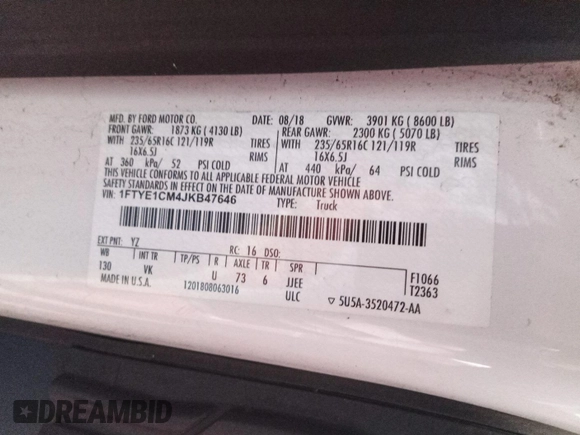 MFD. BY FORD MOTOR CO.
DATE: 08/18 GVWR: 3901 KG ( 8600 LB)
FRONT GAWR: 1873 KG ( 4130 LB)
REAR GAWR: 2300 KG ( 5070 LB)
WITH 235/65R16C 121/119R TIRES
WITH 235/65R16C 121/119R TIRES
16X6.5J RIMS
16X6.5J RIMS
AT 360 kPa/ 52 PSI COLD
AT 440 kPa/ 64 PSI COLD
THIS VEHICLE CONFORMS TO ALL APPLICABLE FEDERAL MOTOR VEHICLE
SAFETY STANDARDS IN EFFECT ON THE DATE OF MANUFACTURE SHOWN ABOVE.
VIN: 1FTYE1CM4JKB47646
TYPE: Truck
EXT PNT: YZ RC: 16 DSO:
WB INT TR TP/PS R AXLE TR SPR
130 VK U 73 6 JJEE
ULC
F1066
T2363
MADE IN U.S.A. 1201808063016
▽ 5U5A-3520472-AA
DREAMBID